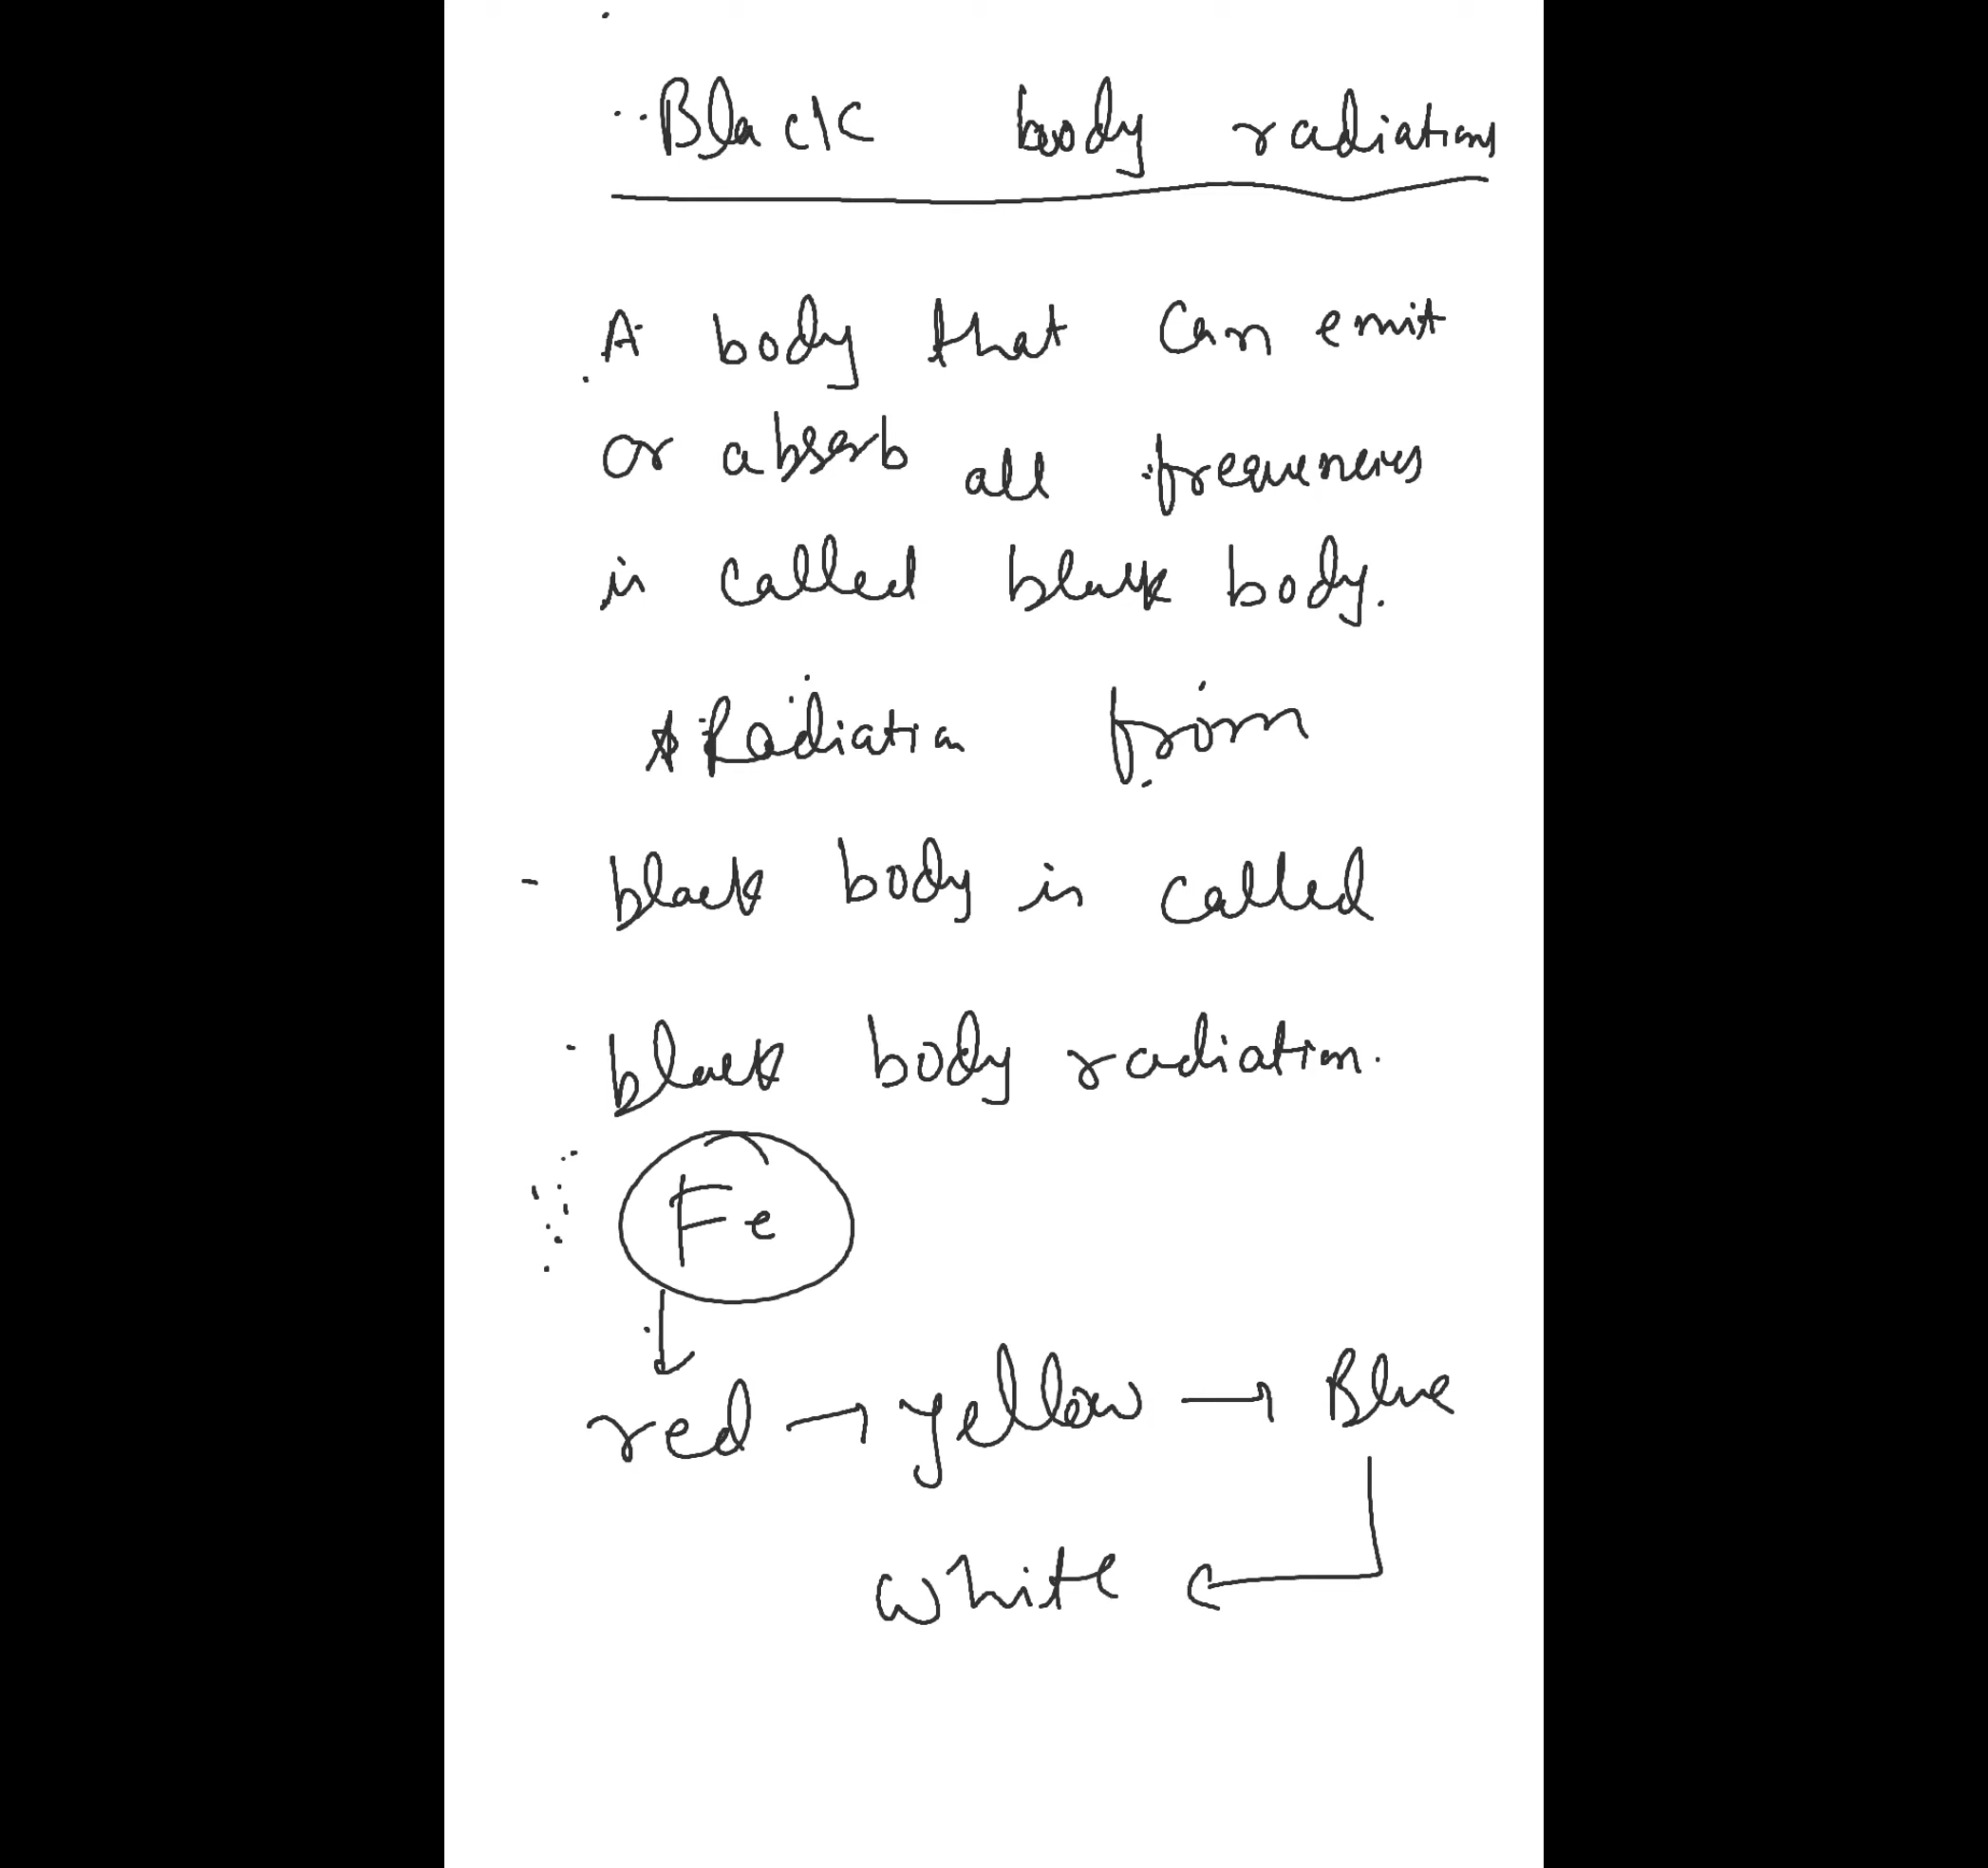 Black body radiation
A body that can emit
or absorb all frequencies
is called black body.
* Radiation from
black body is called
black body radiation.
Fe
red → yellow → Blue
white